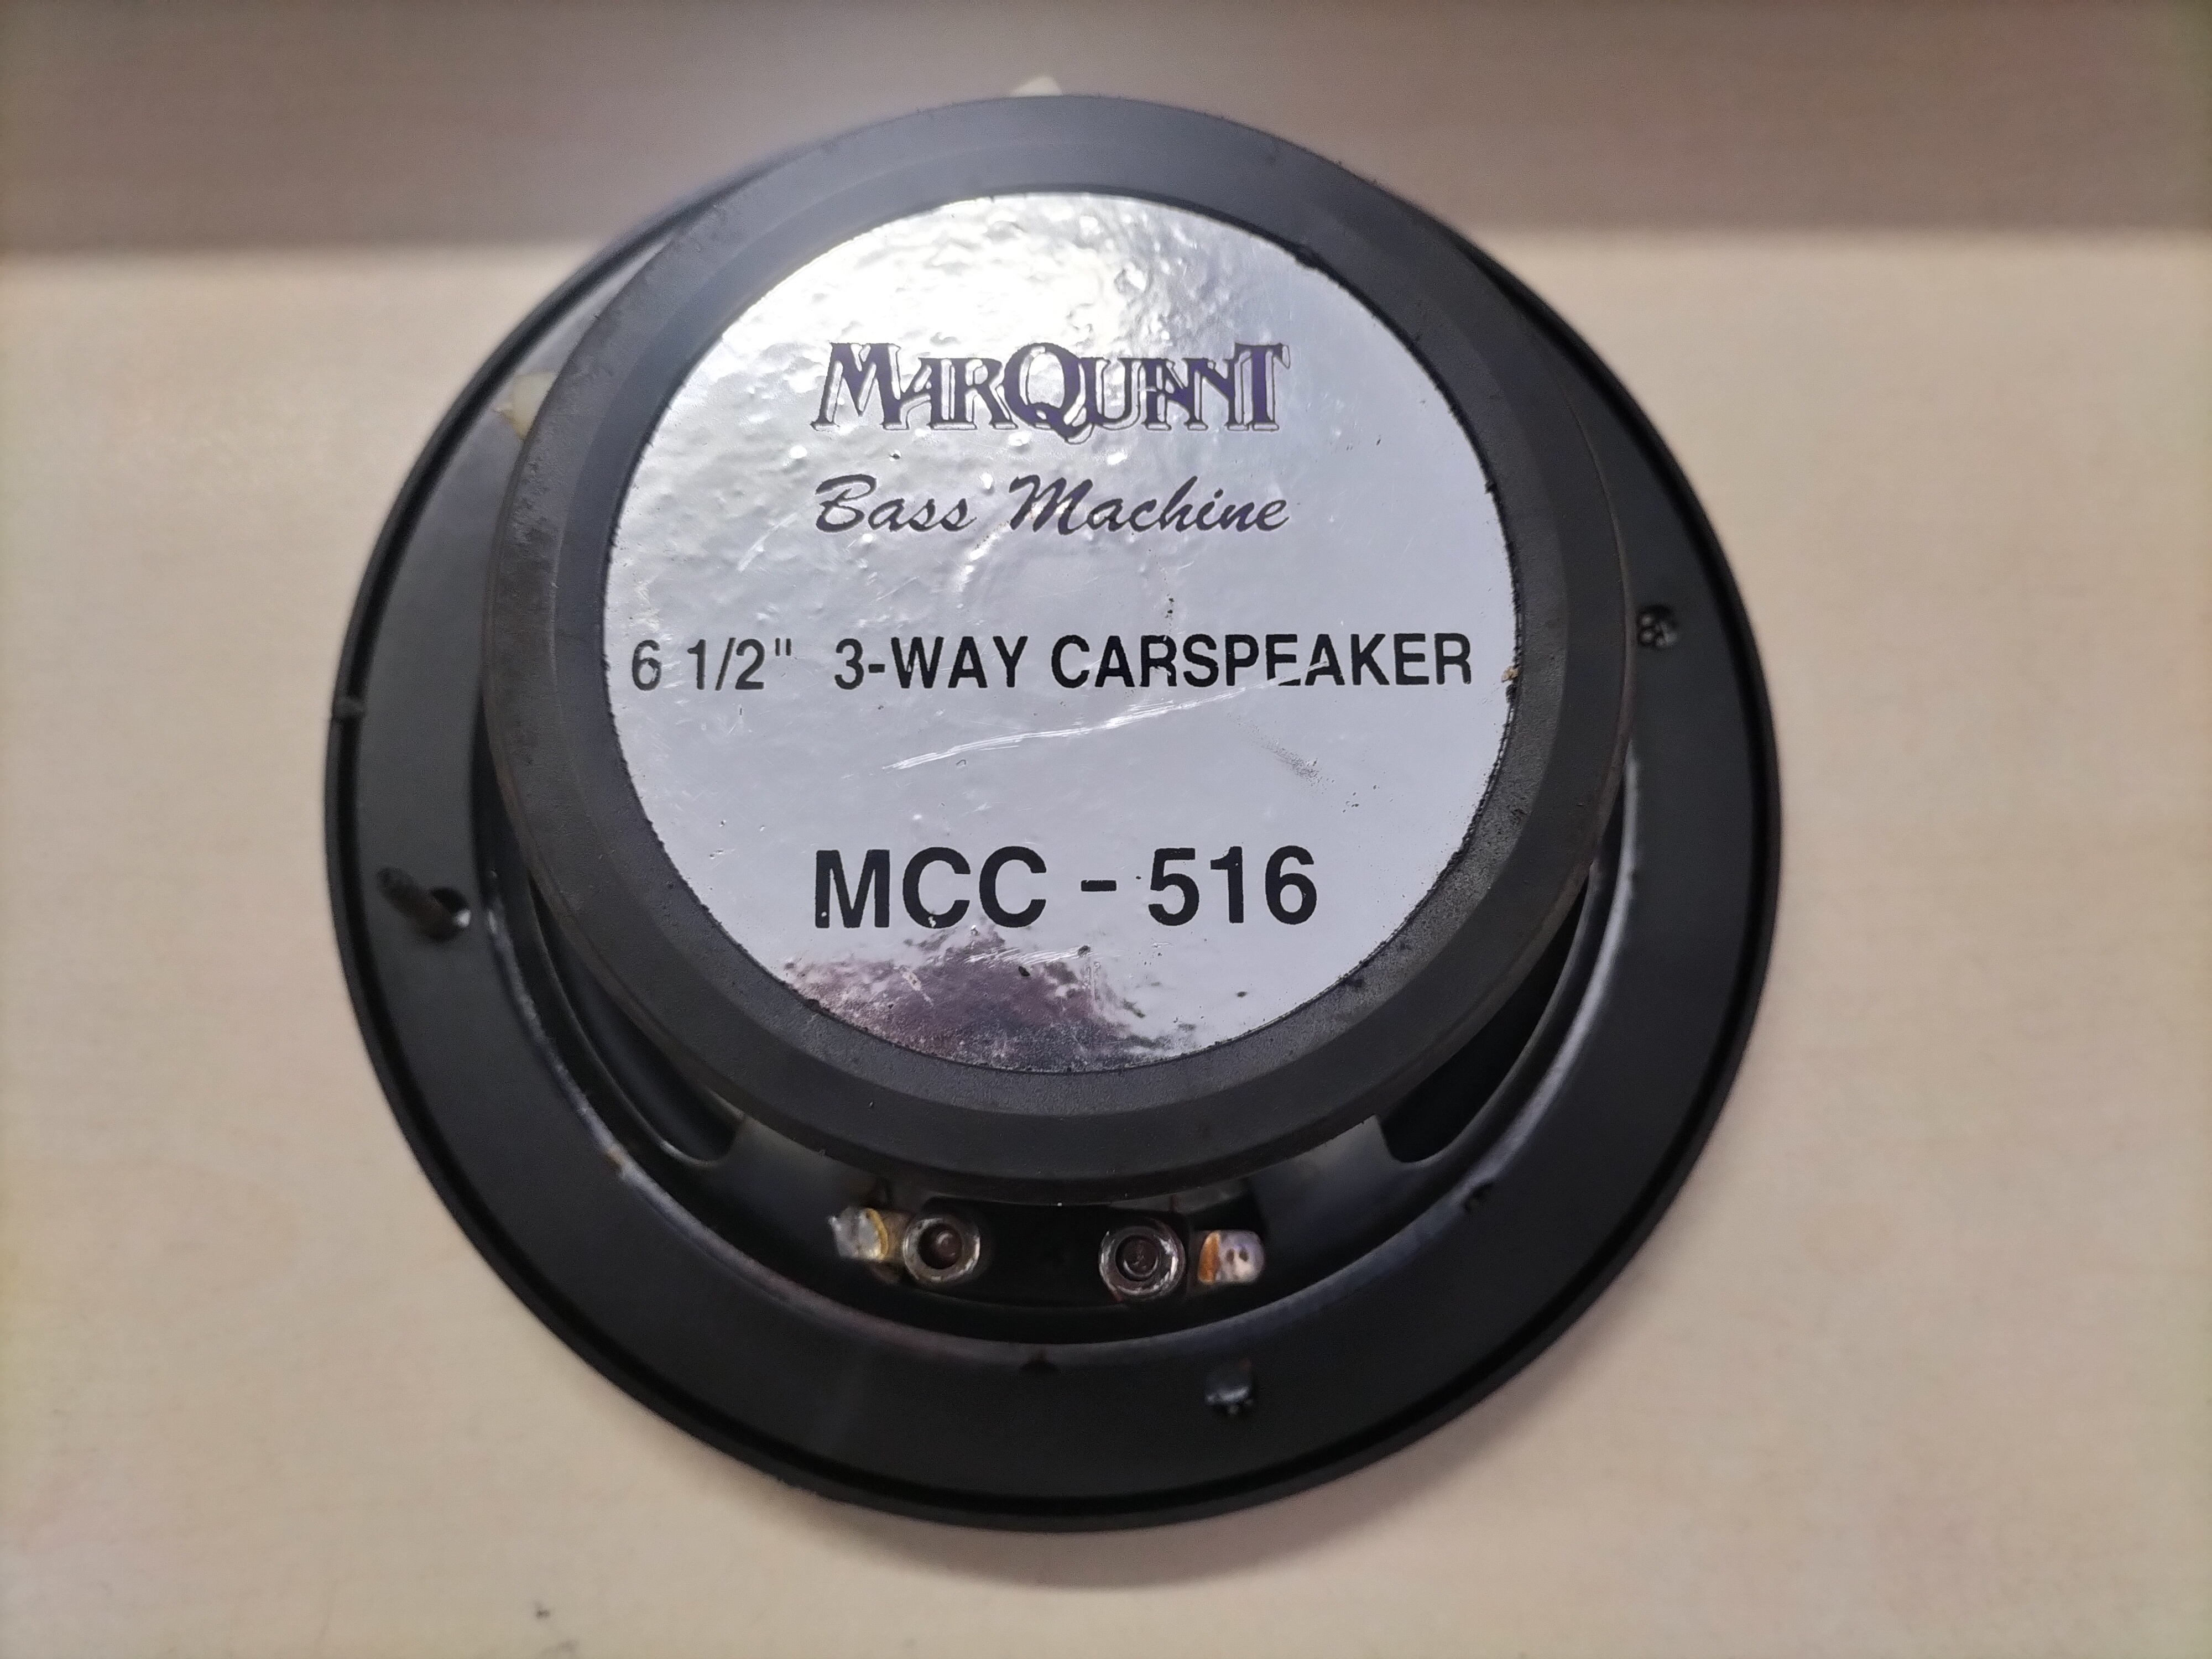 MARQUANT
Bass Machine
6 1/2" 3-WAY CARSPEAKER
MCC - 516